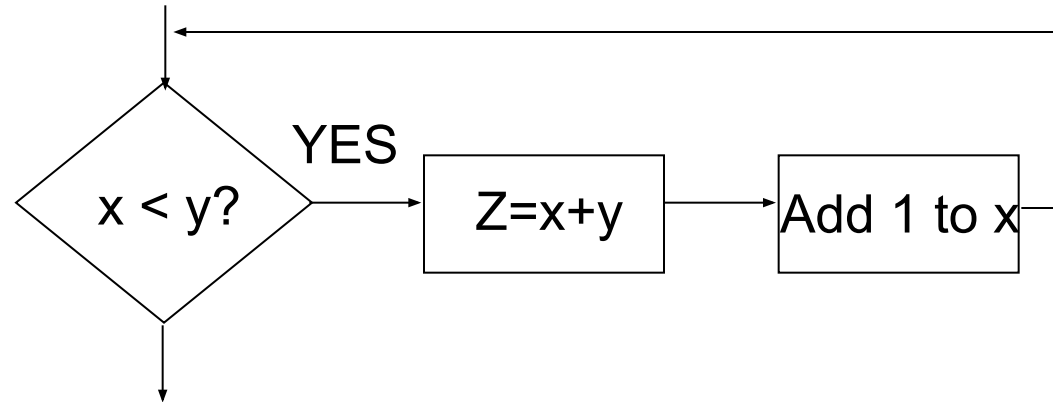 YES
x < y?
Z=x+y
Add 1 to x